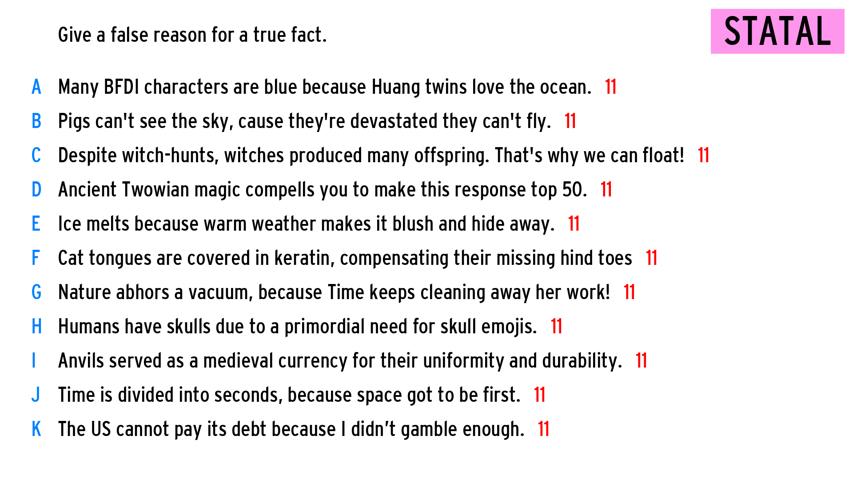 Give a false reason for a true fact.
STATAL
A Many BFDI characters are blue because Huang twins love the ocean. 11
B Pigs can't see the sky, cause they're devastated they can't fly. 11
C Despite witch-hunts, witches produced many offspring. That's why we can float! 11
D Ancient Twowian magic compells you to make this response top 50. 11
E Ice melts because warm weather makes it blush and hide away. 11
F Cat tongues are covered in keratin, compensating their missing hind toes 11
G Nature abhors a vacuum, because Time keeps cleaning away her work! 11
H Humans have skulls due to a primordial need for skull emojis. 11
I Anvils served as a medieval currency for their uniformity and durability. 11
J Time is divided into seconds, because space got to be first. 11
K The US cannot pay its debt because I didn’t gamble enough. 11